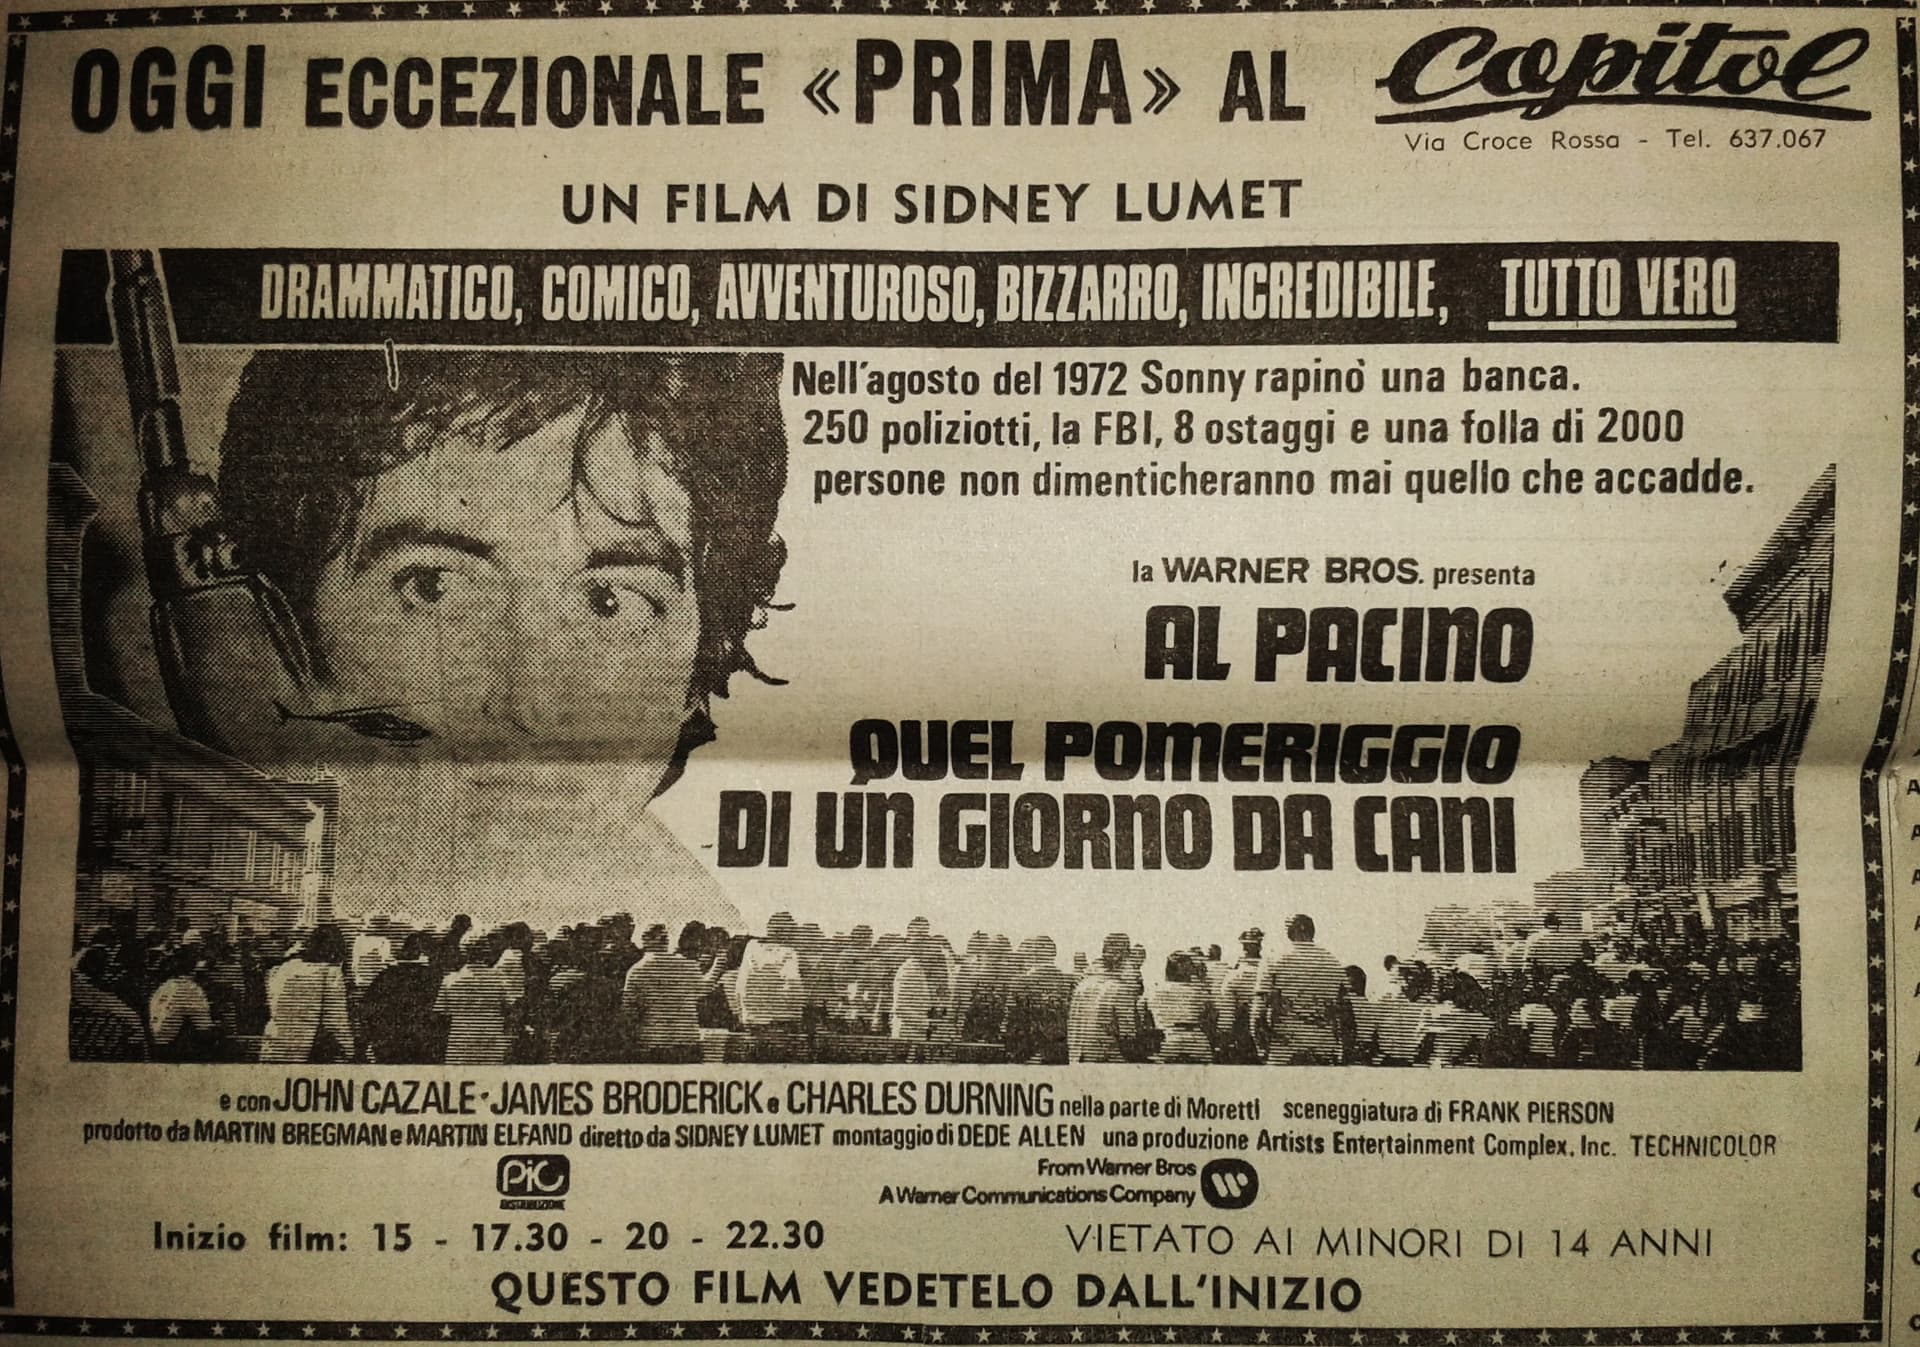 OGGI ECCEZIONALE «PRIMA» AL Capitol
Via Croce Rossa - Tel. 637.067
UN FILM DI SIDNEY LUMET
DRAMMATICO, COMICO, AVVENTUROSO, BIZZARRO, INCREDIBILE, TUTTO VERO
Nell'agosto del 1972 Sonny rapinò una banca.
250 poliziotti, la FBI, 8 ostaggi e una folla di 2000
persone non dimenticheranno mai quello che accadde.
la WARNER BROS. presenta
AL PACINO
QUEL POMERIGGIO
DI UN GIORNO DA CANI
e con JOHN CAZALE · JAMES BRODERICK e CHARLES DURNING nella parte di Moretti sceneggiatura di FRANK PIERSON
prodotto da MARTIN BREGMAN e MARTIN ELFAND diretto da SIDNEY LUMET montaggio di DEDE ALLEN una produzione Artists Entertainment Complex, Inc. TECHNICOLOR
PIC
DISTRIBUZIONE
From Warner Bros
A Warner Communications Company
Inizio film: 15 - 17.30 - 20 - 22.30
VIETATO AI MINORI DI 14 ANNI
QUESTO FILM VEDETELO DALL'INIZIO